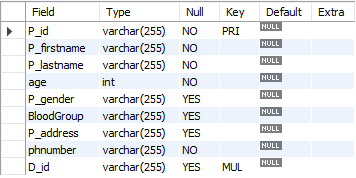 Field Type Null Key Default Extra
P_id varchar(255) NO PRI NULL
P_firstname varchar(255) NO NULL
P_lastname varchar(255) NO NULL
age int NO NULL
P_gender varchar(255) YES NULL
BloodGroup varchar(255) YES NULL
P_address varchar(255) YES NULL
phnumber varchar(255) NO NULL
D_id varchar(255) YES MUL NULL